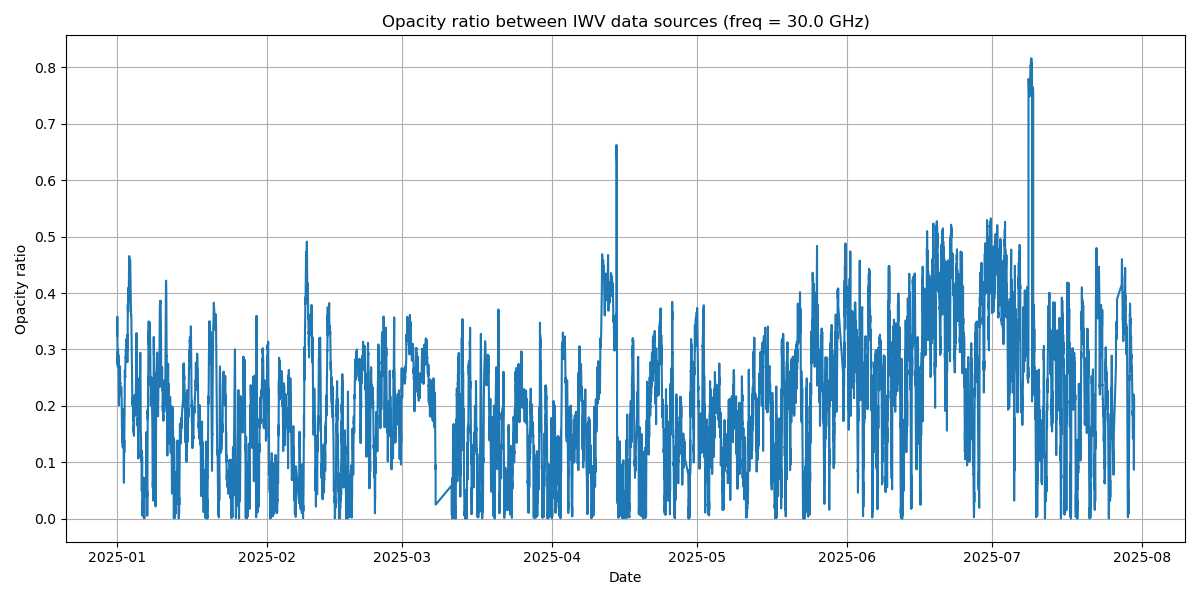 Opacity ratio between IWV data sources (freq = 30.0 GHz)
Opacity ratio
0.8
0.7
0.6
0.5
0.4
0.3
0.2
0.1
0.0
2025-01 2025-02 2025-03 2025-04 2025-05 2025-06 2025-07 2025-08
Date